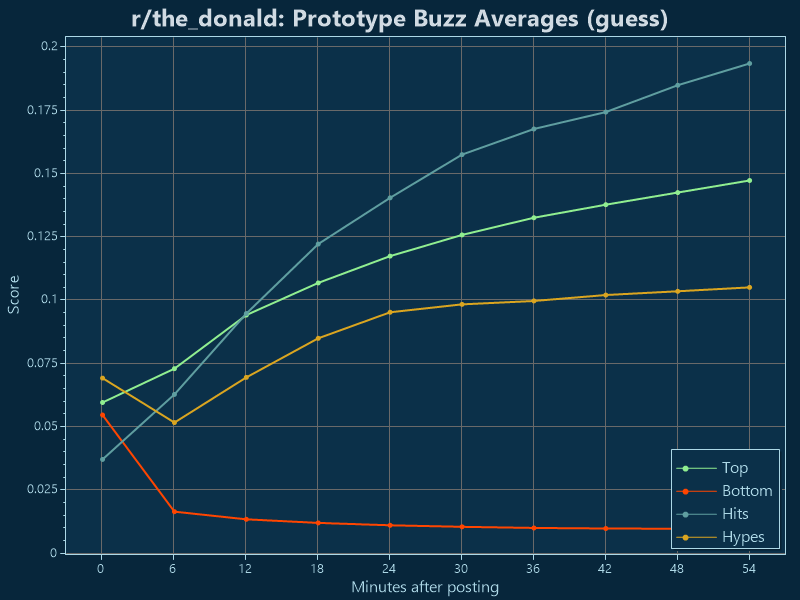 r/the_donald: Prototype Buzz Averages (guess)
0.2
0.175
0.15
0.125
0.1
0.075
0.05
0.025
0
Score
Top
Bottom
Hits
Hypes
0 6 12 18 24 30 36 42 48 54
Minutes after posting